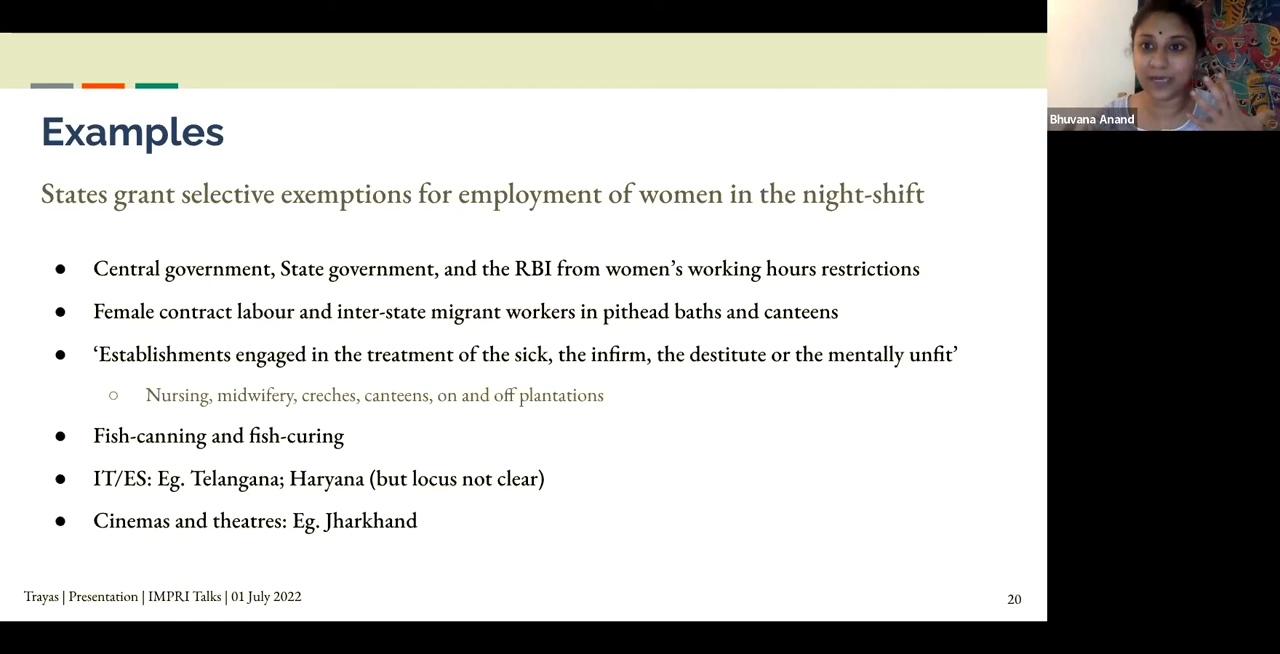 Examples
States grant selective exemptions for employment of women in the night-shift
● Central government, State government, and the RBI from women’s working hours restrictions
● Female contract labour and inter-state migrant workers in pithead baths and canteens
● ‘Establishments engaged in the treatment of the sick, the infirm, the destitute or the mentally unfit’
○ Nursing, midwifery, creches, canteens, on and off plantations
● Fish-canning and fish-curing
● IT/ES: Eg. Telangana; Haryana (but locus not clear)
● Cinemas and theatres: Eg. Jharkhand
Trayas | Presentation | IMPRI Talks | 01 July 2022
20
Bhuvana Anand